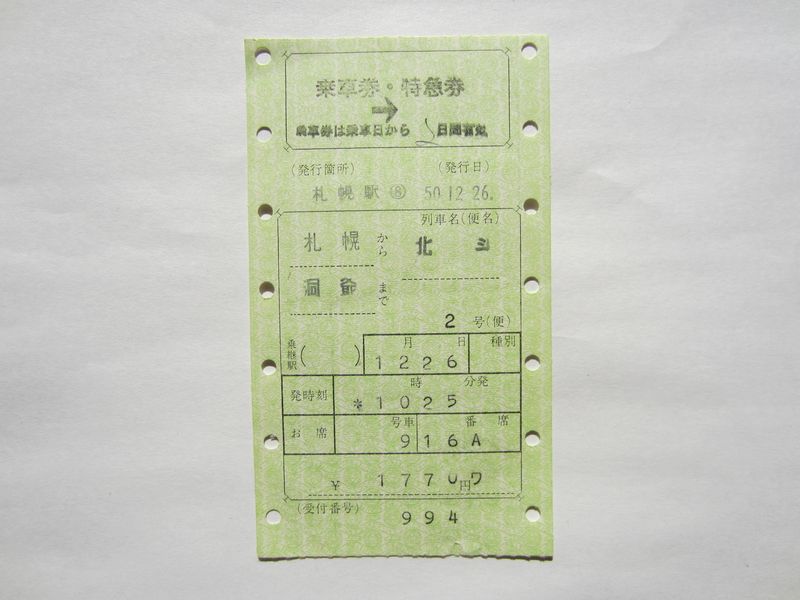 乗車券・特急券
→
乗車券は乗車日から 日間有効
(発行箇所) (発行日)
札幌駅⑧ 50.12.26.
列車名(便名)
札幌から 北斗
洞爺まで
2 号(便)
乗継駅( ) 月 日 種別
1226
発時刻 時 分発
*1025
お席 号車 番 席
9 16A
¥ 1770円ワ
(受付番号)
994